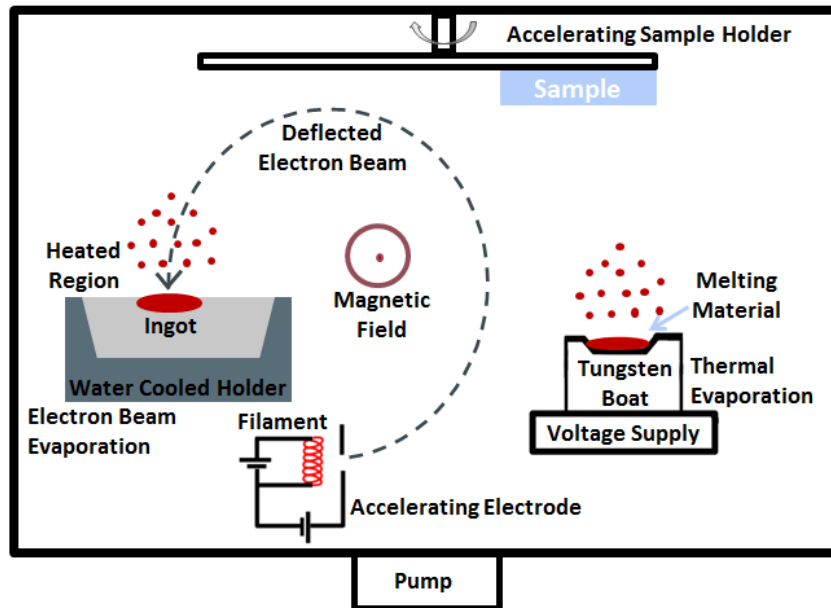 Accelerating Sample Holder
Sample
Deflected
Electron Beam
Heated
Region
Magnetic
Field
Ingot
Water Cooled Holder
Electron Beam
Evaporation
Melting
Material
Tungsten
Boat
Thermal
Evaporation
Voltage Supply
Filament
Accelerating Electrode
Pump